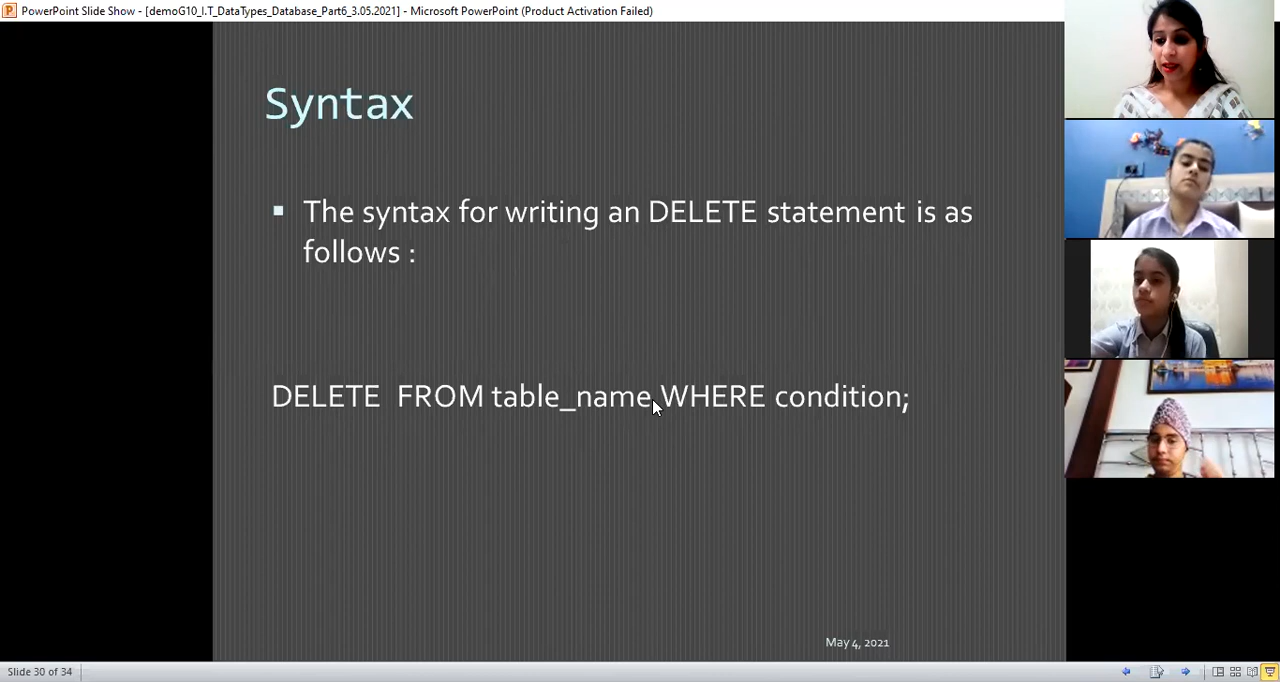 PowerPoint Slide Show - [demoG10_I.T_DataTypes_Database_Part6_3.05.2021] - Microsoft PowerPoint (Product Activation Failed)
Syntax
The syntax for writing an DELETE statement is as
follows :
DELETE FROM table_name WHERE condition;
May 4, 2021
Slide 30 of 34